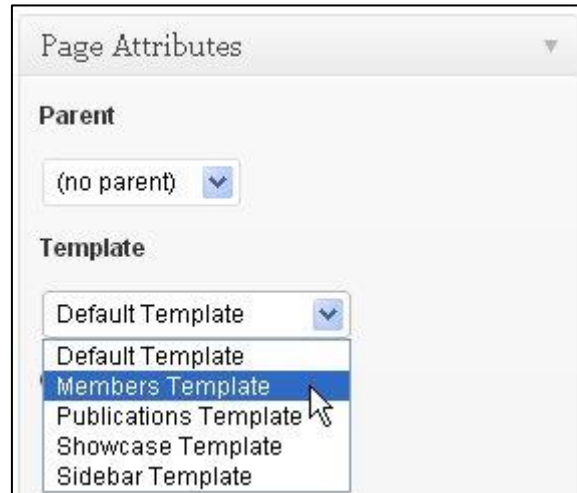 Page Attributes
Parent
(no parent)
Template
Default Template
Default Template
Members Template
Publications Template
Showcase Template
Sidebar Template